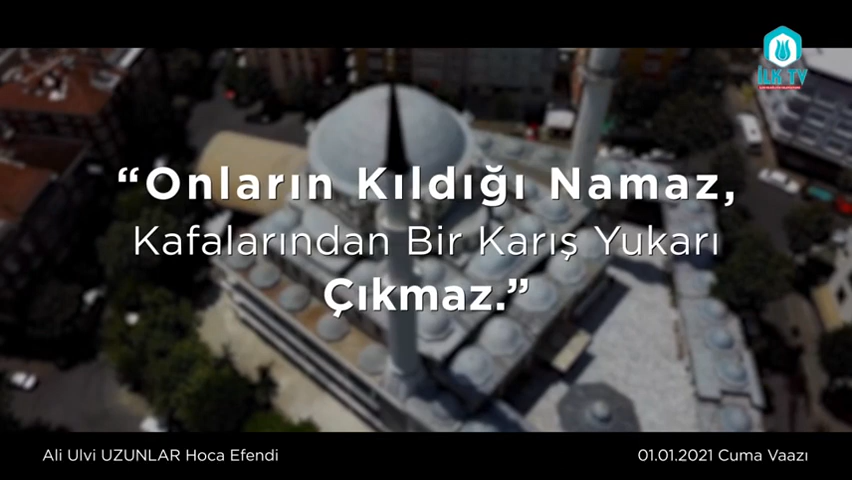 İLK TV
“Onların Kıldığı Namaz,
Kafalarından Bir Karış Yukarı
Çıkmaz.”
Ali Ulvi UZUNLAR Hoca Efendi
01.01.2021 Cuma Vaazı